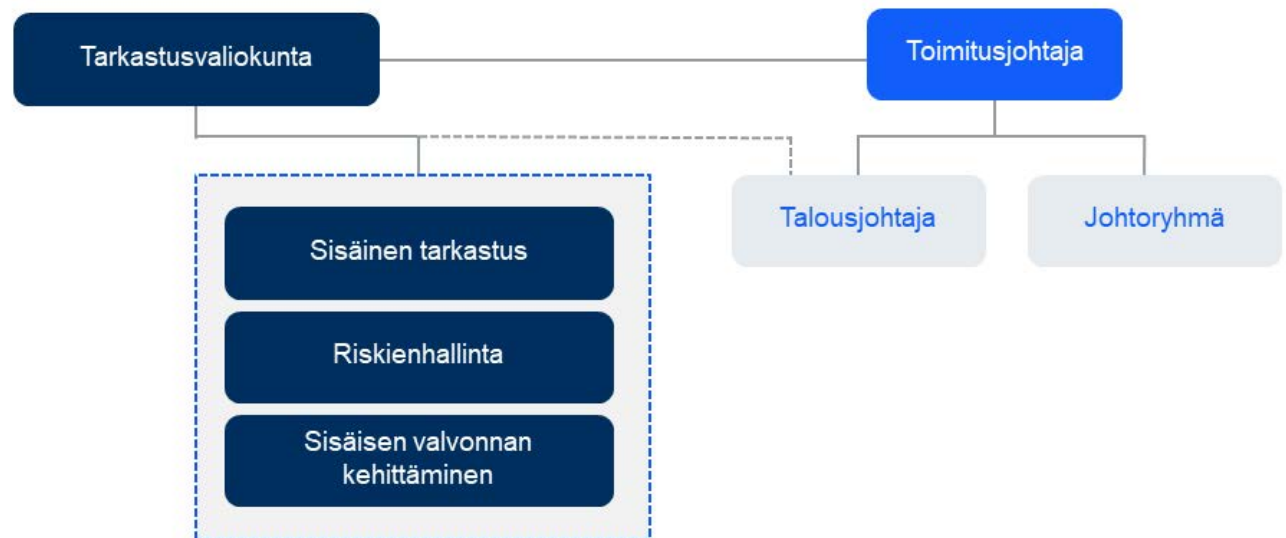 Tarkastusvaliokunta
Toimitusjohtaja
Talousjohtaja
Johtoryhmä
Sisäinen tarkastus
Riskienhallinta
Sisäisen valvonnan
kehittäminen